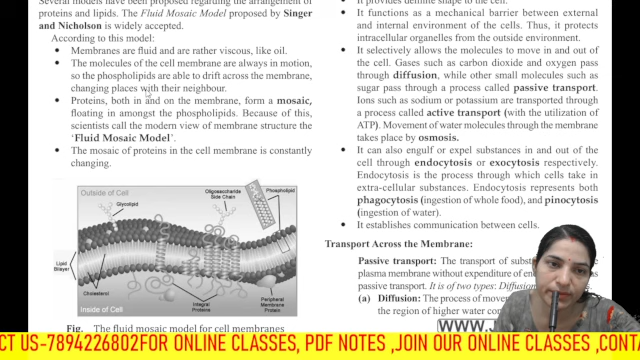 Several models have been proposed regarding the arrangement of
proteins and lipids. The Fluid Mosaic Model proposed by Singer
and Nicholson is widely accepted.
According to this model:
• Membranes are fluid and are rather viscous, like oil.
• The molecules of the cell membrane are always in motion,
so the phospholipids are able to drift across the membrane,
changing places with their neighbour.
• Proteins, both in and on the membrane, form a mosaic,
floating in amongst the phospholipids. Because of this,
scientists call the modern view of membrane structure the
'Fluid Mosaic Model'.
• The mosaic of proteins in the cell membrane is constantly
changing.
Outside of Cell
Glycolipid
Oligosaccharide
Side Chain
Phospholipid
Lipid
Bilayer
Cholesterol
Inside of Cell
Integral
Proteins
Peripheral
Membrane
Protein
Fig. The fluid mosaic model for cell membranes
• It provides definite shape to the cell.
• It functions as a mechanical barrier between external
and internal environment of the cells. Thus, it protects
intracellular organelles from the outside environment.
• It selectively allows the molecules to move in and out of
the cell. Gases such as carbon dioxide and oxygen pass
through diffusion, while other small molecules such as
sugar pass through a process called passive transport.
Ions such as sodium or potassium are transported through
a process called active transport (with the utilization of
ATP). Movement of water molecules through the membrane
takes place by osmosis.
• It can also engulf or expel substances in and out of the
cell through endocytosis or exocytosis respectively.
Endocytosis is the process through which cells take in
extra-cellular substances. Endocytosis represents both
phagocytosis (ingestion of whole food) and pinocytosis
(ingestion of water).
• It establishes communication between cells.
Transport Across the Membrane:
Passive transport: The transport of
plasma membrane without expenditure of as
passive transport. It is of two types:
(a) Diffusion: The process of
the region of higher water
WWW.J
CT US-7894226802FOR ONLINE CLASSES, PDF NOTES ,JOIN OUR ONLINE CLASSES ,CONTA